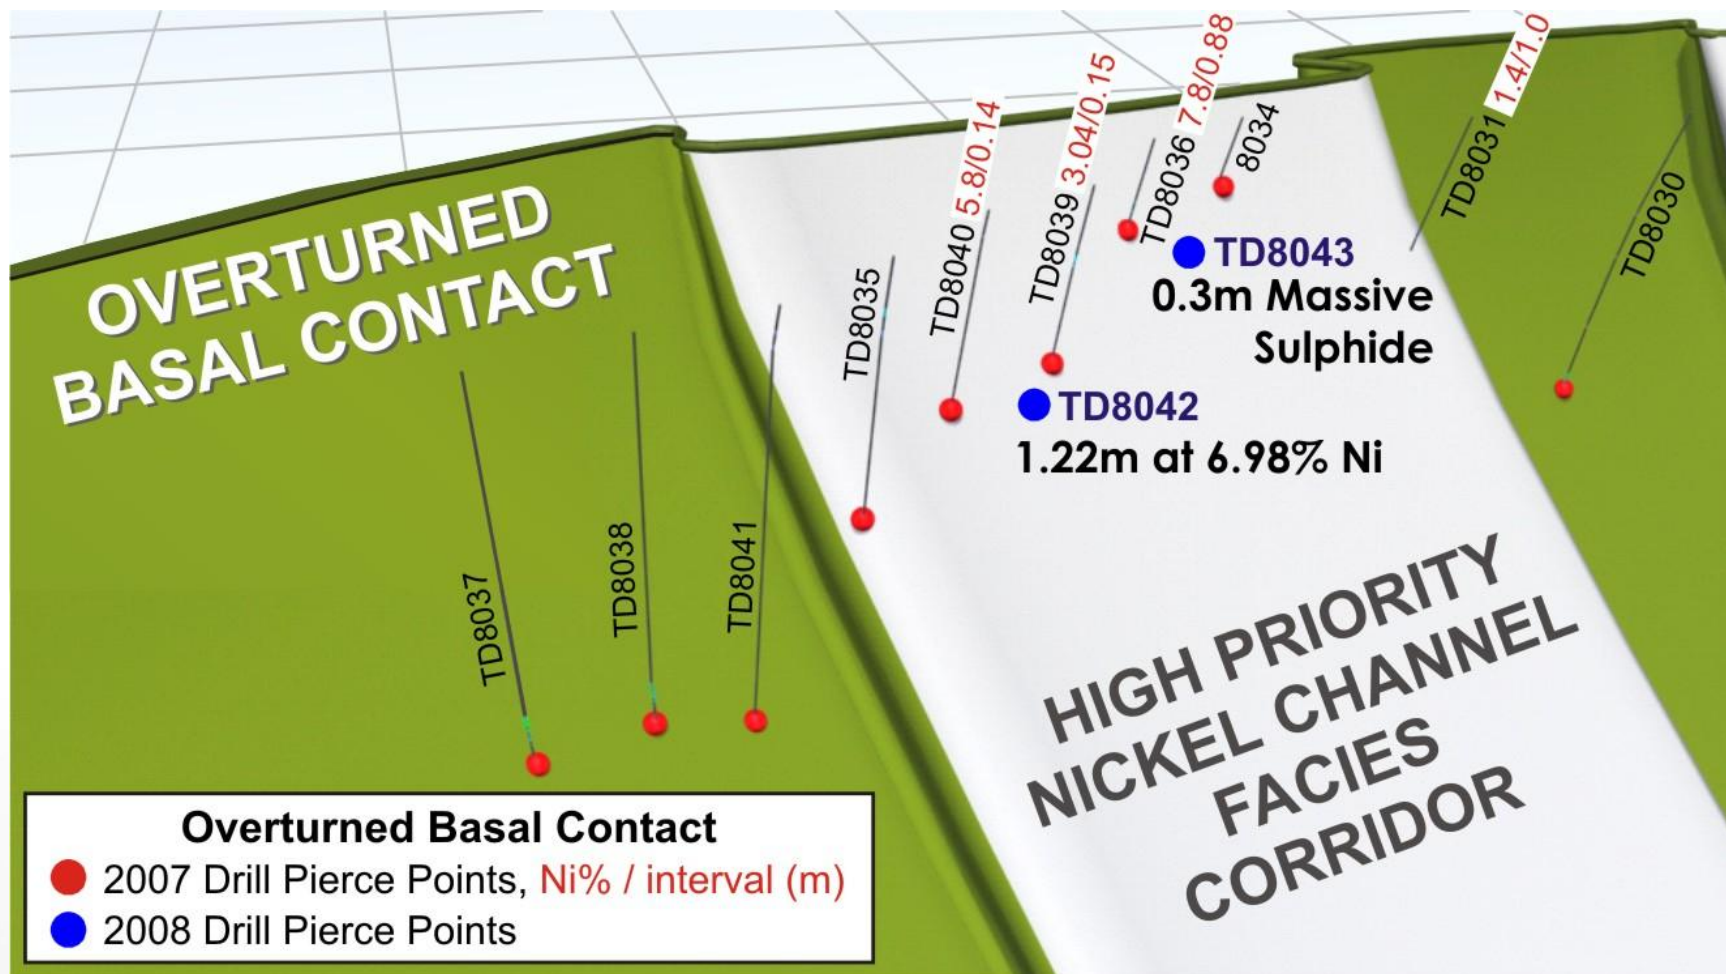 OVERTURNED
BASAL CONTACT
TD8037
TD8038
TD8041
TD8035
TD8040 5.8/0.14
TD8039 3.04/0.15
TD8036 7.8/0.88
8034
TD8031 1.4/1.0
TD8030
TD8043
0.3m Massive
Sulphide
TD8042
1.22m at 6.98% Ni
HIGH PRIORITY
NICKEL CHANNEL
FACIES
CORRIDOR
Overturned Basal Contact
2007 Drill Pierce Points, Ni% / interval (m)
2008 Drill Pierce Points